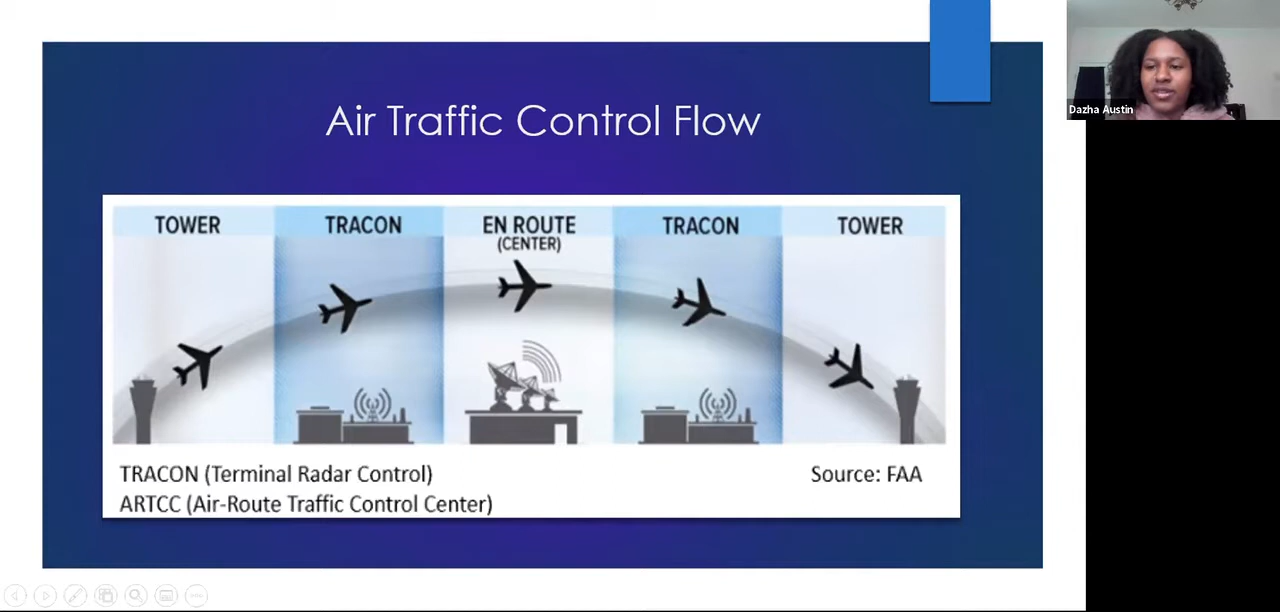 Air Traffic Control Flow
TOWER
TRACON
EN ROUTE
(CENTER)
TRACON
TOWER
TRACON (Terminal Radar Control)
ARTCC (Air-Route Traffic Control Center)
Source: FAA
Dazha Austin